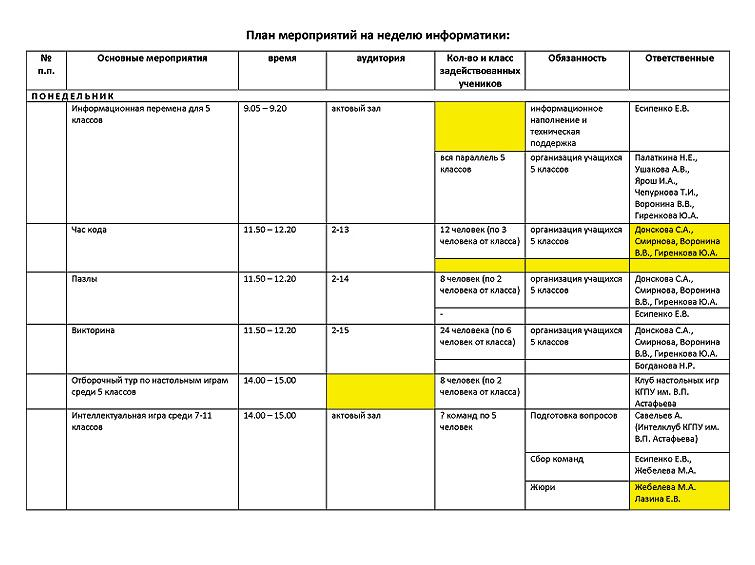 План мероприятий на неделю информатики:
№ Основные мероприятия время аудитория Кол-во и класс Обязанность Ответственные
п.п. задействованных
учеников
ПОНЕДЕЛЬНИК
Информационная перемена для 5 9.05 – 9.20 актовый зал информационное Есипенко Е.В.
классов наполнение и
техническая
поддержка
вся параллель 5 организация учащихся Палаткина Н.Е.,
классов 5 классов Ушакова А.В.,
Ярош И.А.,
Чепурнова Т.И.,
Воронина В.В.,
Гиренкова Ю.А.
Час кода 11.50 – 12.20 2-13 12 человек (по 3 организация учащихся Донскова С.А.,
человека от класса) 5 классов Смирнова, Воронина
В.В., Гиренкова Ю.А.
Пазлы 11.50 – 12.20 2-14 8 человек (по 2 организация учащихся Донскова С.А.,
человека от класса) 5 классов Смирнова, Воронина
В.В., Гиренкова Ю.А.
- Есипенко Е.В.
Викторина 11.50 – 12.20 2-15 24 человека (по 6 организация учащихся Донскова С.А.,
человек от класса) 5 классов Смирнова, Воронина
В.В., Гиренкова Ю.А.
Богданова Н.Р.
Отборочный тур по настольным играм 14.00 – 15.00 8 человек (по 2 Клуб настольных игр
среди 5 классов человека от класса) КГПУ им. В.П.
Астафьева
Интеллектуальная игра среди 7-11 14.00 – 15.00 актовый зал ? команд по 5 Подготовка вопросов Савельев А.
классов человек (Интелклуб КГПУ им.
В.П. Астафьева)
Сбор команд Есипенко Е.В.,
Жебелева М.А.
Жюри Жебелева М.А.
Лазина Е.В.